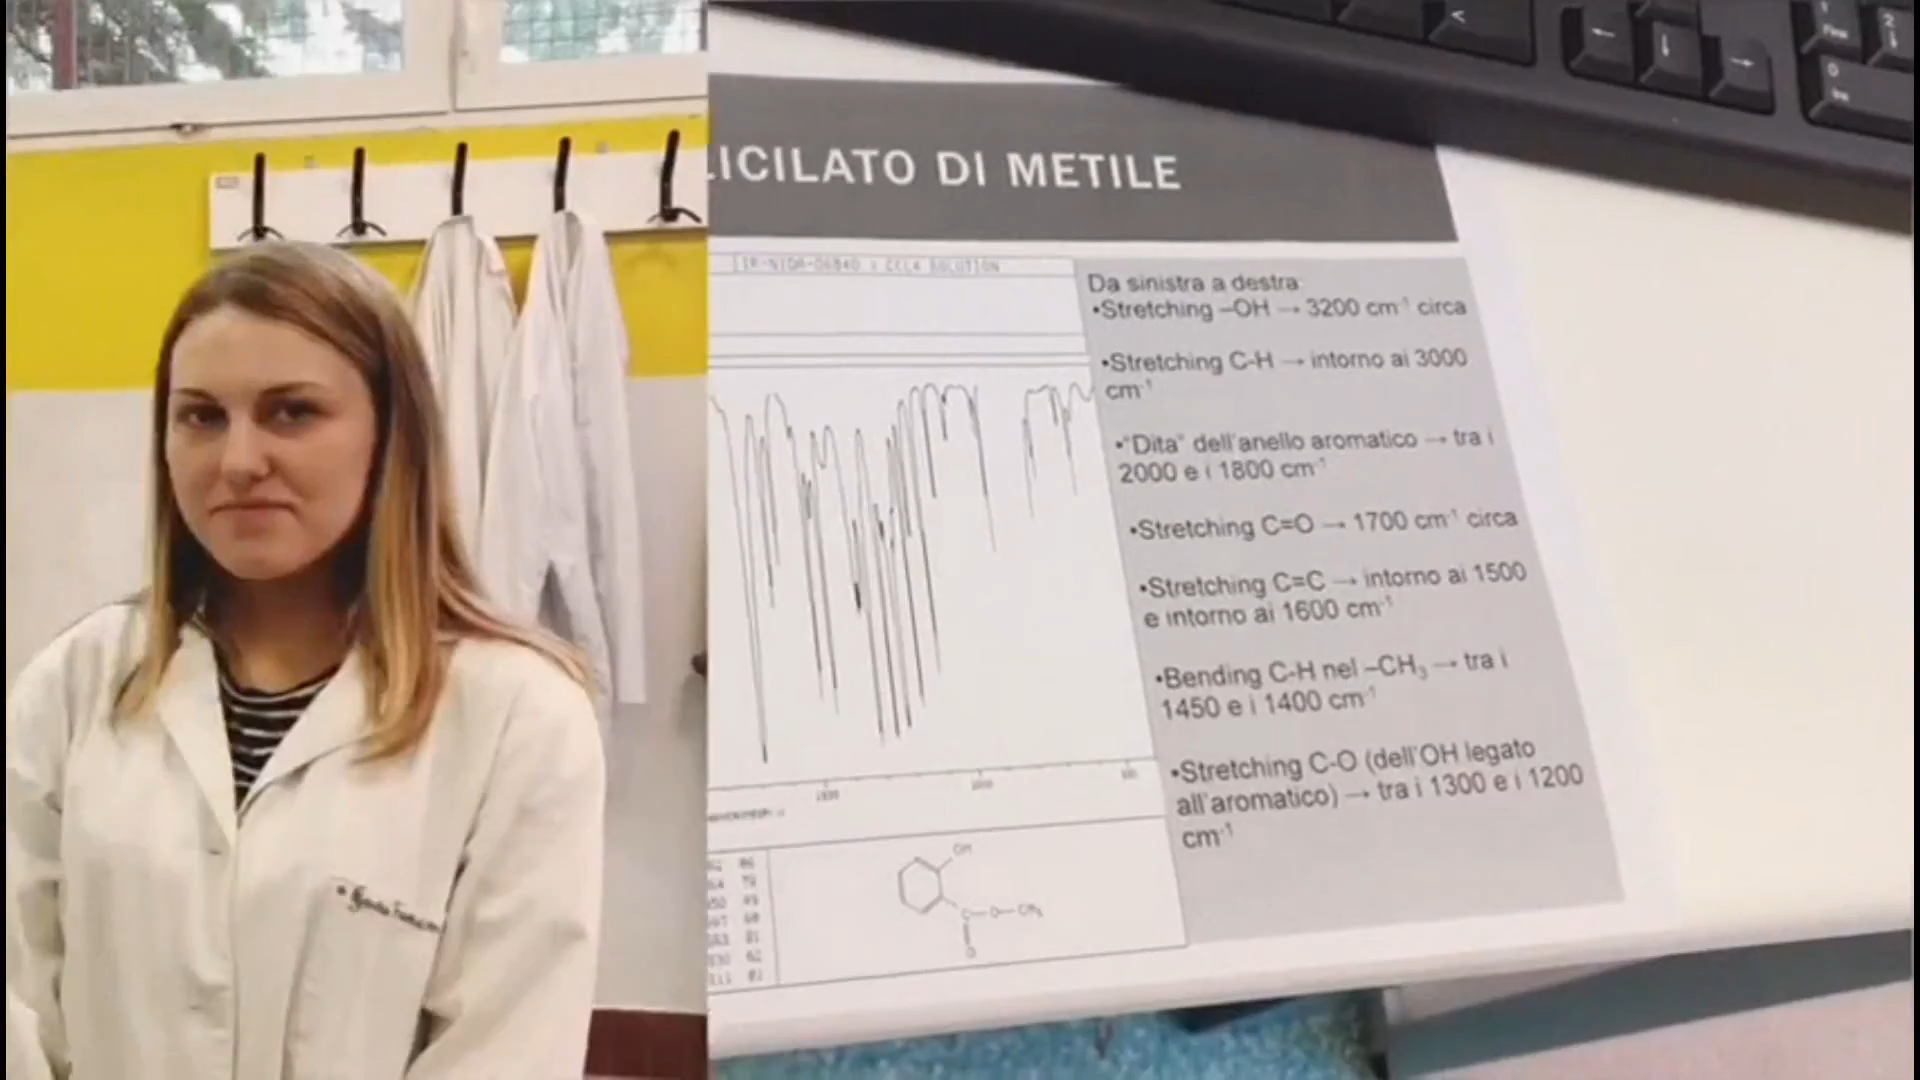 LICILATO DI METILE
Da sinistra a destra:
•Stretching –OH → 3200 cm⁻¹ circa
•Stretching C-H → intorno ai 3000
cm⁻¹
•"Dita" dell'anello aromatico → tra i
2000 e i 1800 cm⁻¹
•Stretching C=O → 1700 cm⁻¹ circa
•Stretching C=C → intorno ai 1500
e intorno ai 1600 cm⁻¹
•Bending C-H nel –CH₃ → tra i
1450 e i 1400 cm⁻¹
•Stretching C-O (dell'OH legato
all'aromatico) → tra i 1300 e i 1200
cm⁻¹
SOLUTION
OH
C–O–CH₃
O